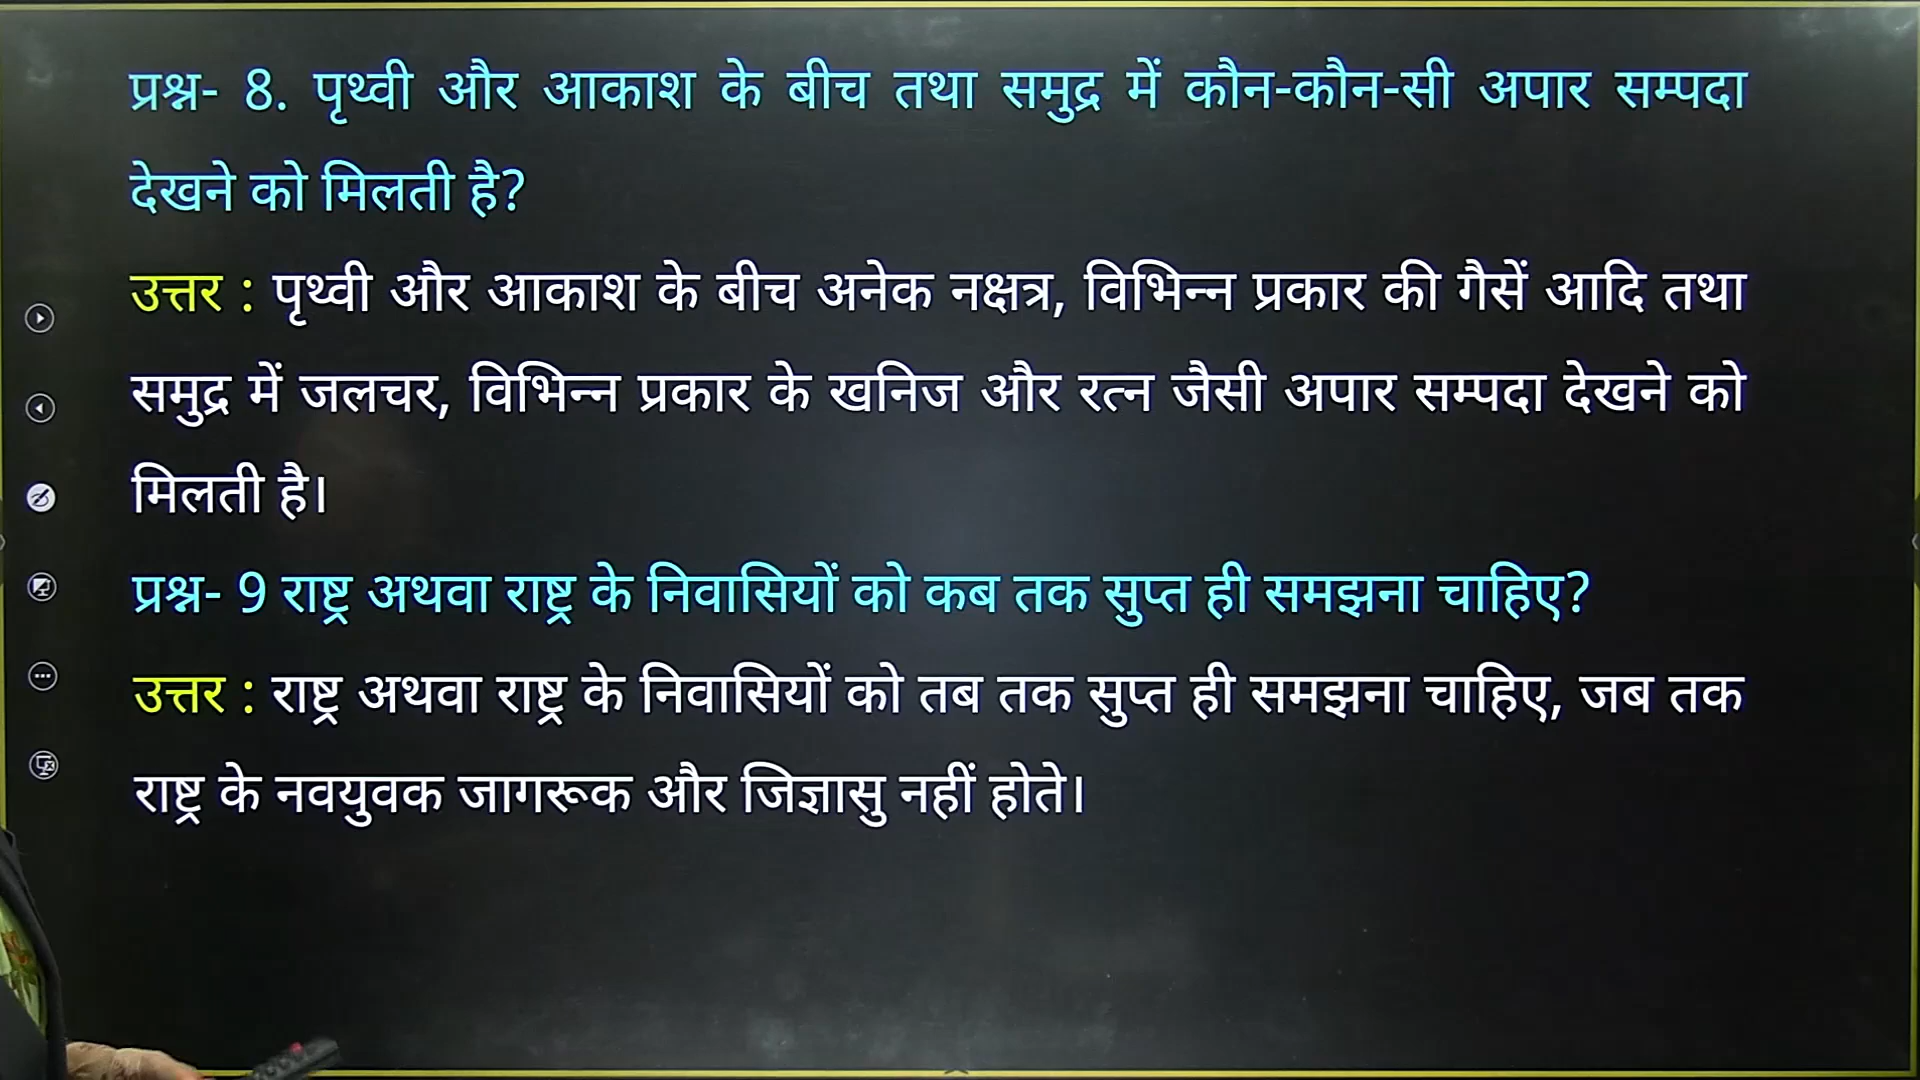 प्रश्न- 8. पृथ्वी और आकाश के बीच तथा समुद्र में कौन-कौन-सी अपार सम्पदा
देखने को मिलती है?
उत्तर : पृथ्वी और आकाश के बीच अनेक नक्षत्र, विभिन्न प्रकार की गैसें आदि तथा
समुद्र में जलचर, विभिन्न प्रकार के खनिज और रत्न जैसी अपार सम्पदा देखने को
मिलती है।
प्रश्न- 9 राष्ट्र अथवा राष्ट्र के निवासियों को कब तक सुप्त ही समझना चाहिए?
उत्तर : राष्ट्र अथवा राष्ट्र के निवासियों को तब तक सुप्त ही समझना चाहिए, जब तक
राष्ट्र के नवयुवक जागरूक और जिज्ञासु नहीं होते।